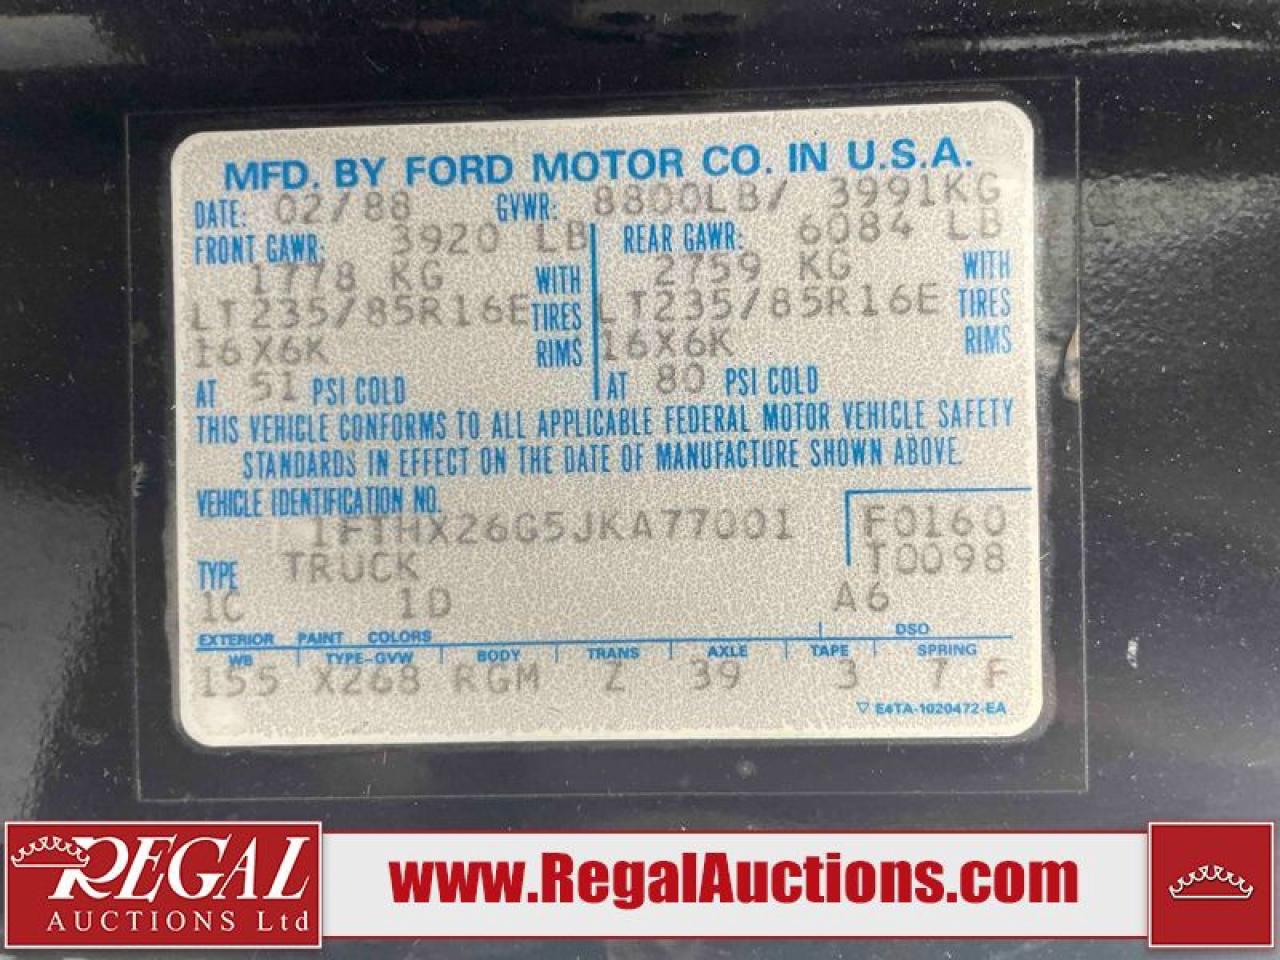 MFD. BY FORD MOTOR CO. IN U.S.A.
DATE: 02/88 GVWR: 8800LB/ 3991KG
FRONT GAWR: 3920 LB REAR GAWR: 6084 LB
1778 KG WITH 2759 KG WITH
LT235/85R16E TIRES LT235/85R16E TIRES
16X6K RIMS 16X6K RIMS
AT 51 PSI COLD AT 80 PSI COLD
THIS VEHICLE CONFORMS TO ALL APPLICABLE FEDERAL MOTOR VEHICLE SAFETY
STANDARDS IN EFFECT ON THE DATE OF MANUFACTURE SHOWN ABOVE.
VEHICLE IDENTIFICATION NO.
1FTHX26G5JKA77001 F0160
TYPE TRUCK T0098
1C 1D A6
EXTERIOR PAINT COLORS DSO
WB TYPE-GVW BODY TRANS AXLE TAPE SPRING
155 X268 RGM Z 39 3 7 F
▽ E4TA-1020472-EA
REGAL
AUCTIONS Ltd
www.RegalAuctions.com